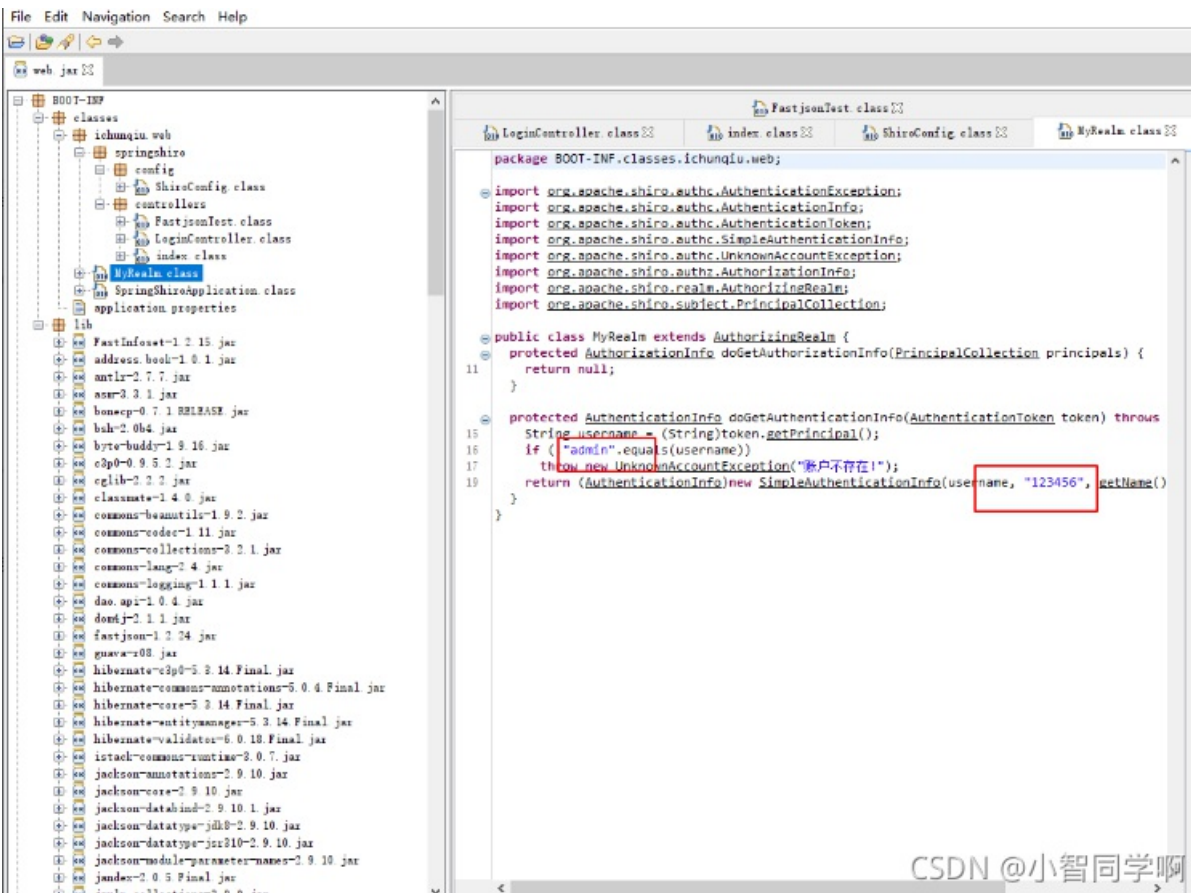 File Edit Navigation Search Help
web.jar
BOOT-INF
classes
ichunqiu.web
springshiro
config
ShiroConfig.class
controllers
FastjsonTest.class
LoginController.class
index.class
MyRealm.class
SpringShiroApplication.class
application.properties
lib
FastInfoset-1.2.15.jar
address.book-1.0.1.jar
antlr-2.7.7.jar
asm-3.3.1.jar
bonecp-0.7.1.RELEASE.jar
bsh-2.0b4.jar
byte-buddy-1.9.16.jar
c3p0-0.9.5.2.jar
cglib-2.2.2.jar
classmate-1.4.0.jar
commons-beanutils-1.9.2.jar
commons-codec-1.11.jar
commons-collections-3.2.1.jar
commons-lang-2.4.jar
commons-logging-1.1.1.jar
dao.api-1.0.4.jar
dom4j-2.1.1.jar
fastjson-1.2.24.jar
guava-r08.jar
hibernate-c3p0-5.3.14.Final.jar
hibernate-commons-annotations-5.0.4.Final.jar
hibernate-core-5.3.14.Final.jar
hibernate-entitymanager-5.3.14.Final.jar
hibernate-validator-6.0.18.Final.jar
istack-commons-runtime-3.0.7.jar
jackson-annotations-2.9.10.jar
jackson-core-2.9.10.jar
jackson-databind-2.9.10.1.jar
jackson-datatype-jdk8-2.9.10.jar
jackson-datatype-jsr310-2.9.10.jar
jackson-module-parameter-names-2.9.10.jar
jandex-2.0.5.Final.jar
FastjsonTest.class
LoginController.class index.class ShiroConfig.class MyRealm.class
package BOOT-INF.classes.ichunqiu.web;
import org.apache.shiro.authc.AuthenticationException;
import org.apache.shiro.authc.AuthenticationInfo;
import org.apache.shiro.authc.AuthenticationToken;
import org.apache.shiro.authc.SimpleAuthenticationInfo;
import org.apache.shiro.authc.UnknownAccountException;
import org.apache.shiro.authz.AuthorizationInfo;
import org.apache.shiro.realm.AuthorizingRealm;
import org.apache.shiro.subject.PrincipalCollection;
public class MyRealm extends AuthorizingRealm {
protected AuthorizationInfo doGetAuthorizationInfo(PrincipalCollection principals) {
11 return null;
}
protected AuthenticationInfo doGetAuthenticationInfo(AuthenticationToken token) throws
15 String username = (String)token.getPrincipal();
16 if ( "admin".equals(username))
17 throw new UnknownAccountException("账户不存在!");
19 return (AuthenticationInfo)new SimpleAuthenticationInfo(username, "123456", getName()
}
}
CSDN @小智同学啊